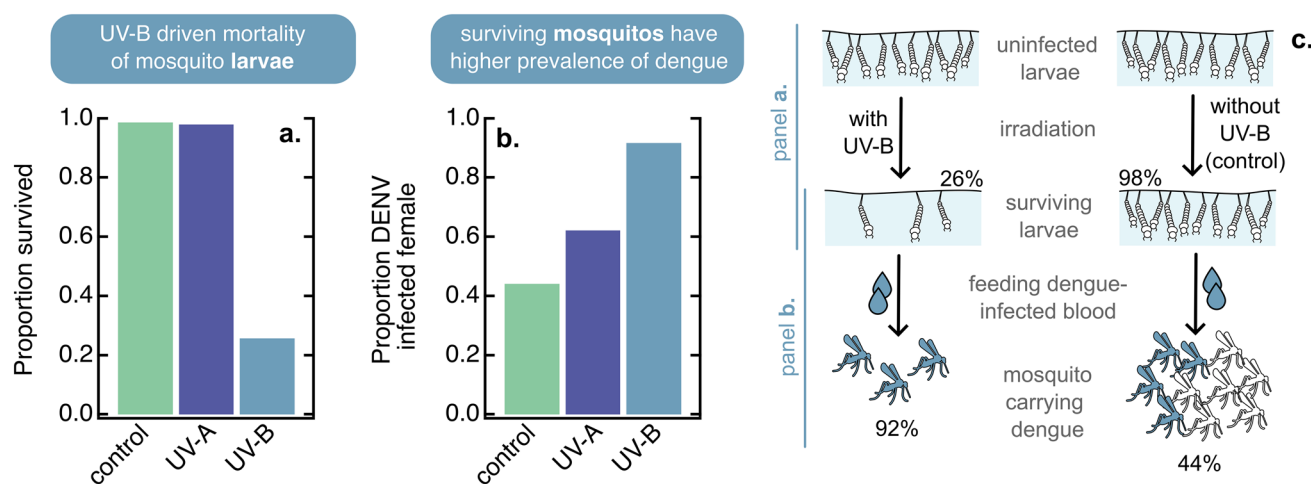 UV-B driven mortality
of mosquito larvae
surviving mosquitos have
higher prevalence of dengue
a.
Proportion survived
1.0
0.8
0.6
0.4
0.2
0.0
control
UV-A
UV-B
b.
Proportion DENV
infected female
1.0
0.8
0.6
0.4
0.2
0.0
control
UV-A
UV-B
c.
panel a.
panel b.
uninfected
larvae
with
UV-B
irradiation
without
UV-B
(control)
26%
98%
surviving
larvae
feeding dengue-
infected blood
mosquito
carrying
dengue
92%
44%